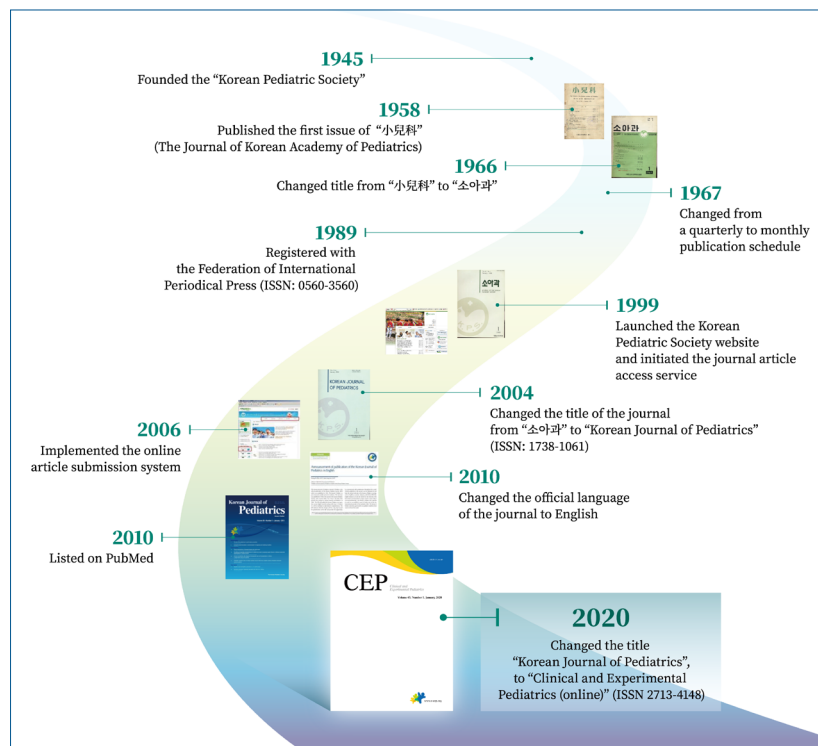 1945
Founded the “Korean Pediatric Society”
1958
Published the first issue of “小兒科”
(The Journal of Korean Academy of Pediatrics)
小兒科
소아과
1966
Changed title from “小兒科” to “소아과”
1967
Changed from
a quarterly to monthly
publication schedule
1989
Registered with
the Federation of International
Periodical Press (ISSN: 0560-3560)
소아과
1999
Launched the Korean
Pediatric Society website
and initiated the journal article
access service
KOREAN JOURNAL
OF PEDIATRICS
2004
Changed the title of the journal
from “소아과” to “Korean Journal of Pediatrics”
(ISSN: 1738-1061)
2006
Implemented the online
article submission system
2010
Changed the official language
of the journal to English
Korean Journal of
Pediatrics
2010
Listed on PubMed
CEP
Clinical and
Experimental Pediatrics
2020
Changed the title
“Korean Journal of Pediatrics”,
to “Clinical and Experimental
Pediatrics (online)” (ISSN 2713-4148)